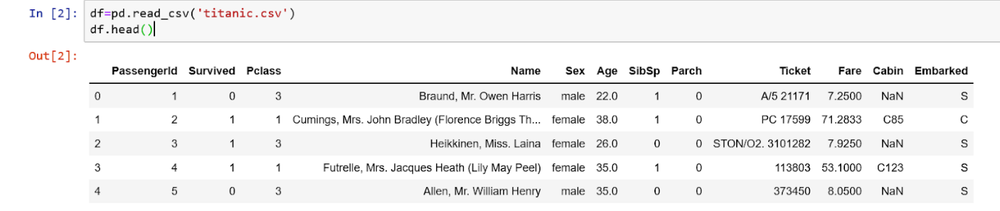 In [2]: df=pd.read_csv('titanic.csv')
df.head()
Out[2]:
PassengerId Survived Pclass Name Sex Age SibSp Parch Ticket Fare Cabin Embarked
0 1 0 3 Braund, Mr. Owen Harris male 22.0 1 0 A/5 21171 7.2500 NaN S
1 2 1 1 Cumings, Mrs. John Bradley (Florence Briggs Th... female 38.0 1 0 PC 17599 71.2833 C85 C
2 3 1 3 Heikkinen, Miss. Laina female 26.0 0 0 STON/O2. 3101282 7.9250 NaN S
3 4 1 1 Futrelle, Mrs. Jacques Heath (Lily May Peel) female 35.0 1 0 113803 53.1000 C123 S
4 5 0 3 Allen, Mr. William Henry male 35.0 0 0 373450 8.0500 NaN S